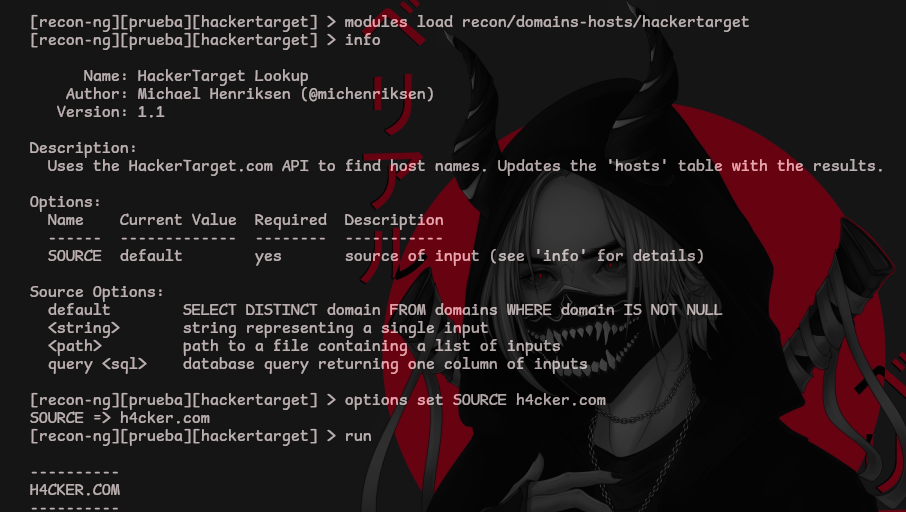 [recon-ng][prueba][hackertarget] > modules load recon/domains-hosts/hackertarget
[recon-ng][prueba][hackertarget] > info
Name: HackerTarget Lookup
Author: Michael Henriksen (@michenriksen)
Version: 1.1
Description:
Uses the HackerTarget.com API to find host names. Updates the 'hosts' table with the results.
Options:
Name Current Value Required Description
------ ------------- -------- -----------
SOURCE default yes source of input (see 'info' for details)
Source Options:
default SELECT DISTINCT domain FROM domains WHERE domain IS NOT NULL
<string> string representing a single input
<path> path to a file containing a list of inputs
query <sql> database query returning one column of inputs
[recon-ng][prueba][hackertarget] > options set SOURCE h4cker.com
SOURCE => h4cker.com
[recon-ng][prueba][hackertarget] > run
----------
H4CKER.COM
----------
ベリアル